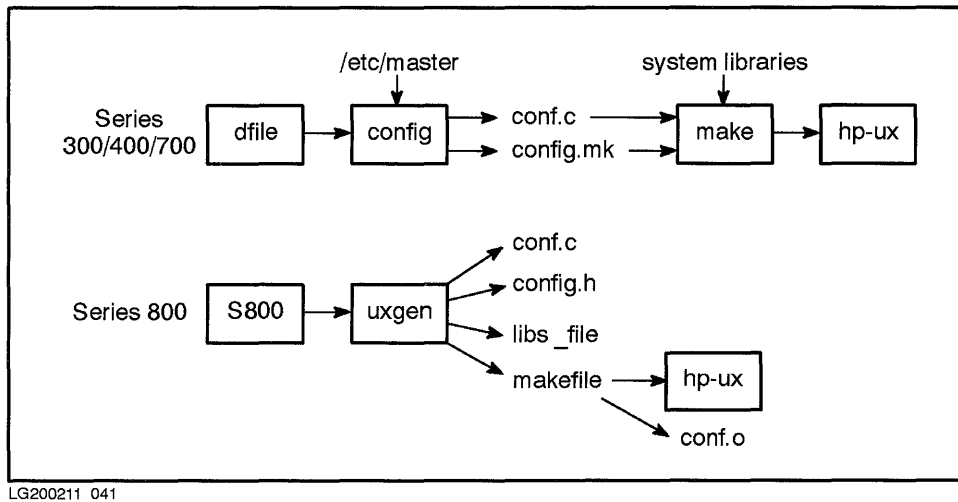 /etc/master
system libraries
Series
300/400/700
dfile
config
conf.c
config.mk
make
hp-ux
Series 800
S800
uxgen
conf.c
config.h
libs _file
makefile
hp-ux
conf.o
LG200211 041